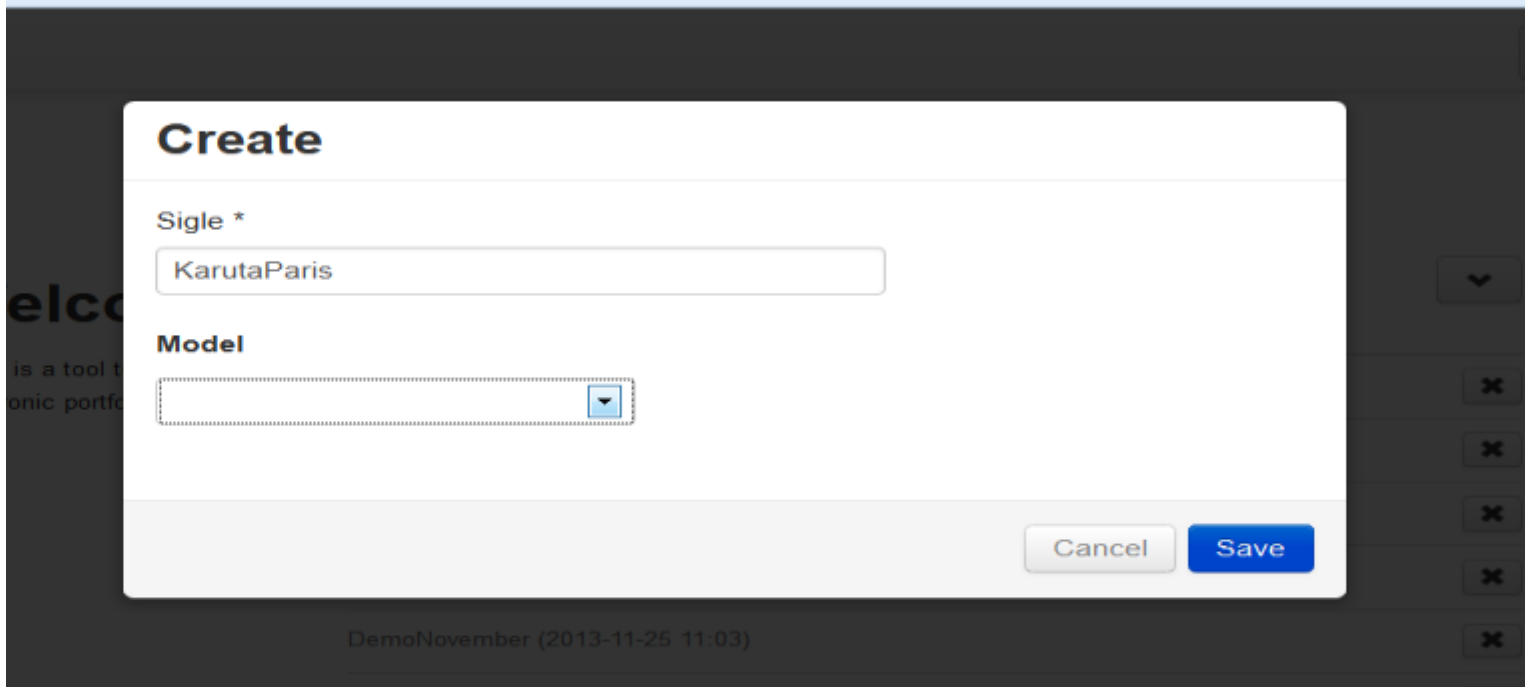 Create
Sigle *
KarutaParis
elco
Model
is a tool t
onic portfo
Cancel
Save
DemoNovember (2013-11-25 11:03)